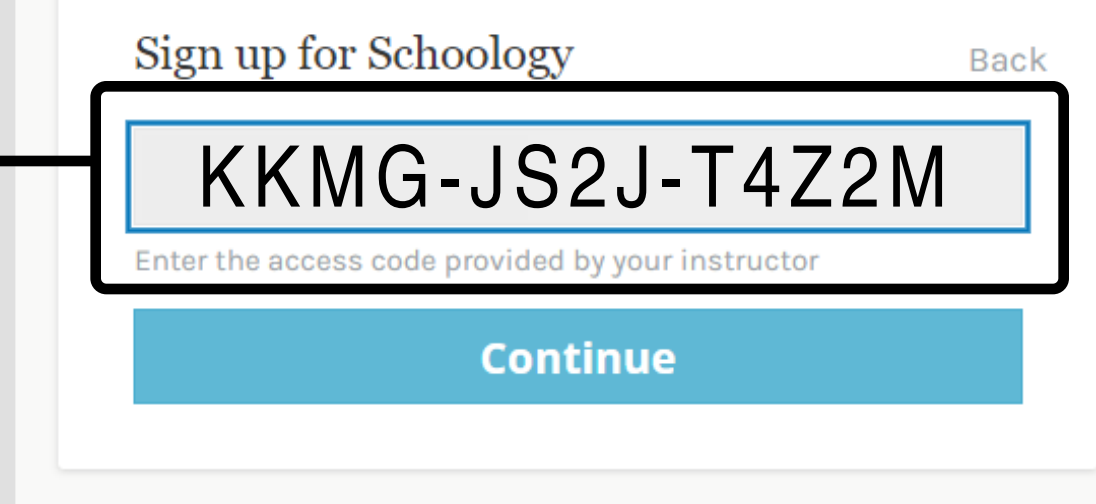 Sign up for Schoology
Back
KKMG-JS2J-T4Z2M
Enter the access code provided by your instructor
Continue